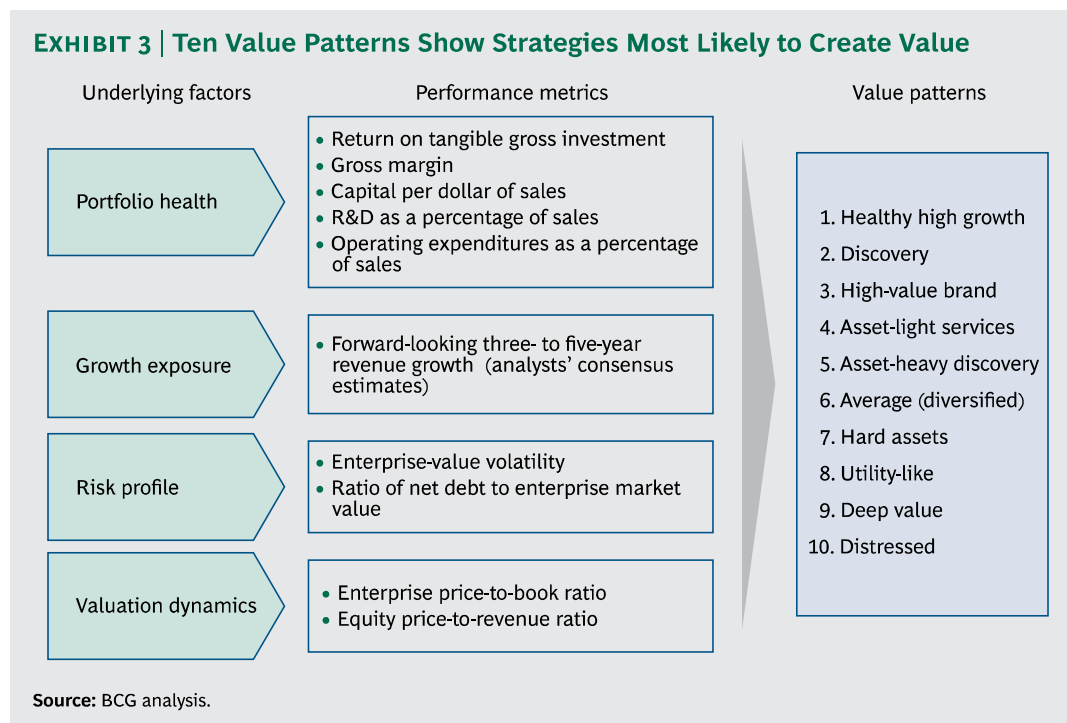 EXHIBIT 3 | Ten Value Patterns Show Strategies Most Likely to Create Value
Underlying factors
Performance metrics
Value patterns
Portfolio health
• Return on tangible gross investment
• Gross margin
• Capital per dollar of sales
• R&D as a percentage of sales
• Operating expenditures as a percentage
of sales
Growth exposure
• Forward-looking three- to five-year
revenue growth (analysts' consensus
estimates)
Risk profile
• Enterprise-value volatility
• Ratio of net debt to enterprise market
value
Valuation dynamics
• Enterprise price-to-book ratio
• Equity price-to-revenue ratio
1. Healthy high growth
2. Discovery
3. High-value brand
4. Asset-light services
5. Asset-heavy discovery
6. Average (diversified)
7. Hard assets
8. Utility-like
9. Deep value
10. Distressed
Source: BCG analysis.